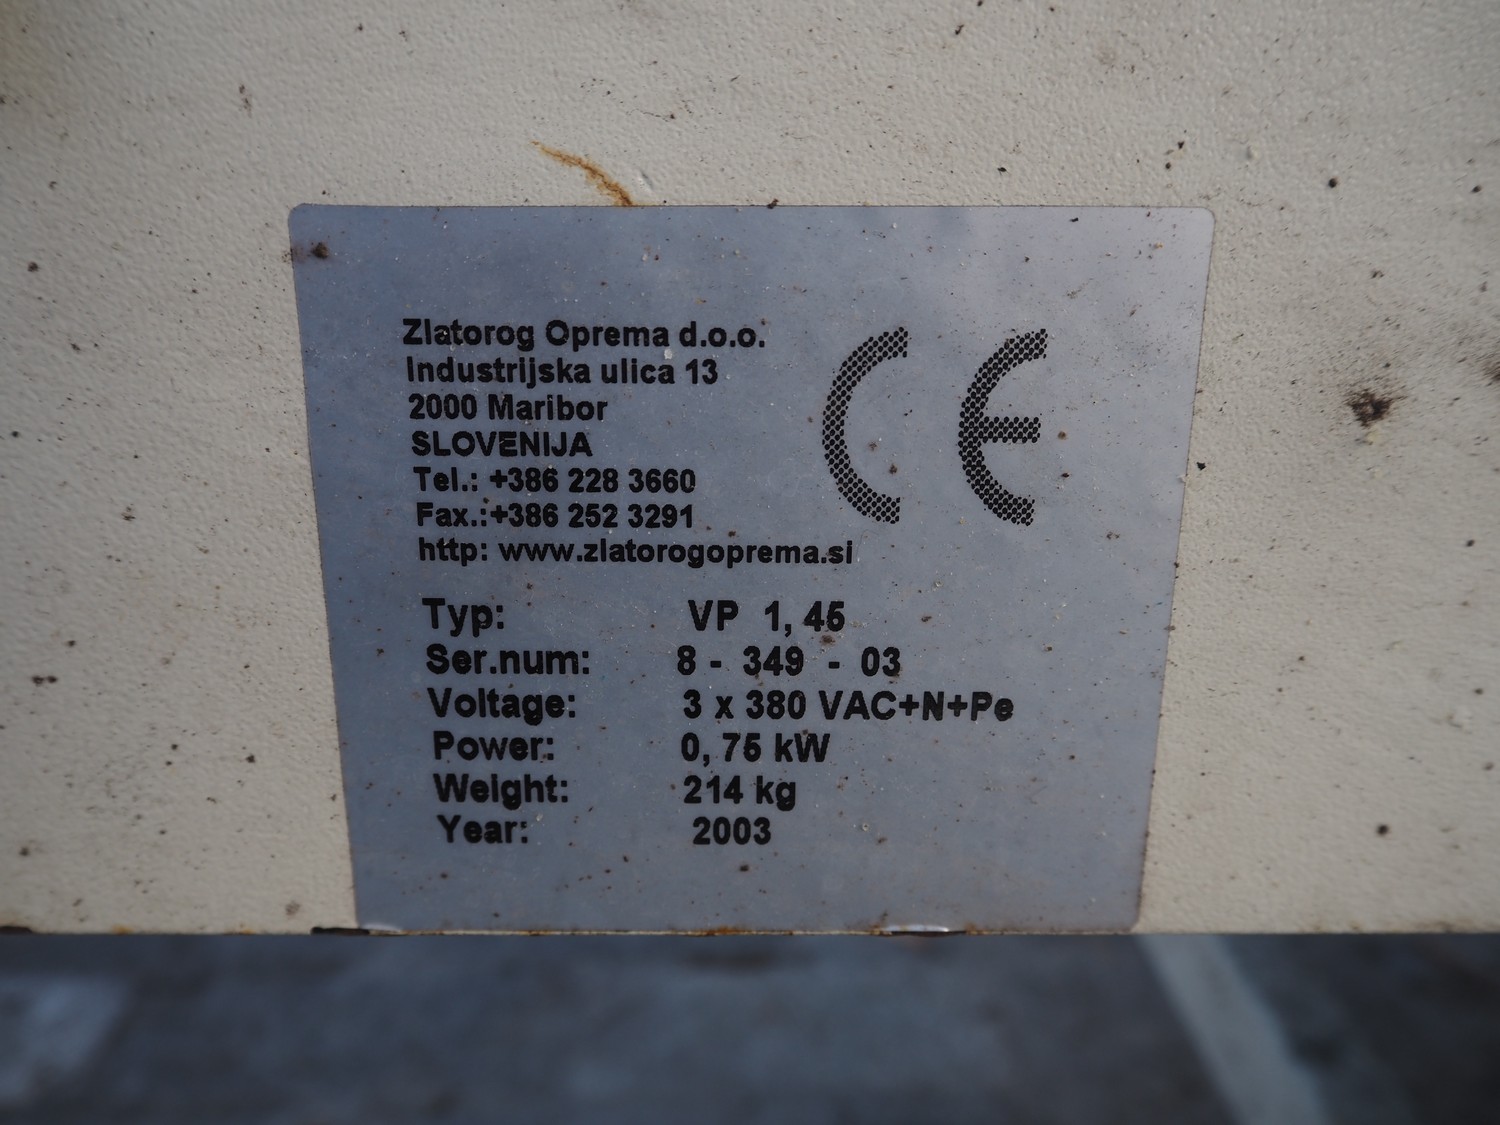 Zlatorog Oprema d.o.o.
Industrijska ulica 13
2000 Maribor
SLOVENIJA
Tel.: +386 228 3660
Fax.:+386 252 3291
http: www.zlatorogoprema.si
CE
Typ: VP 1, 45
Ser.num: 8 - 349 - 03
Voltage: 3 x 380 VAC+N+Pe
Power: 0, 75 kW
Weight: 214 kg
Year: 2003